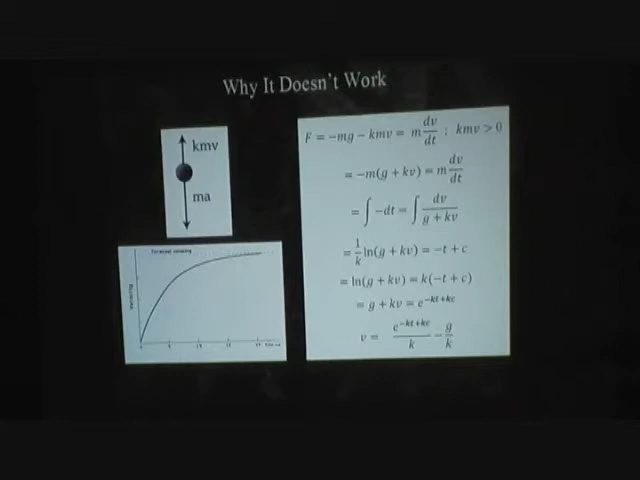 Why It Doesn't Work
kmv
ma
Terminal velocity
F = −mg − kmv = m dv/dt ; kmv > 0
= −m(g + kv) = m dv/dt
= ∫ −dt = ∫ dv/(g + kv)
= 1/k ln(g + kv) = −t + c
= ln(g + kv) = k(−t + c)
= g + kv = e^(−kt+kc)
v = e^(−kt+kc)/k − g/k